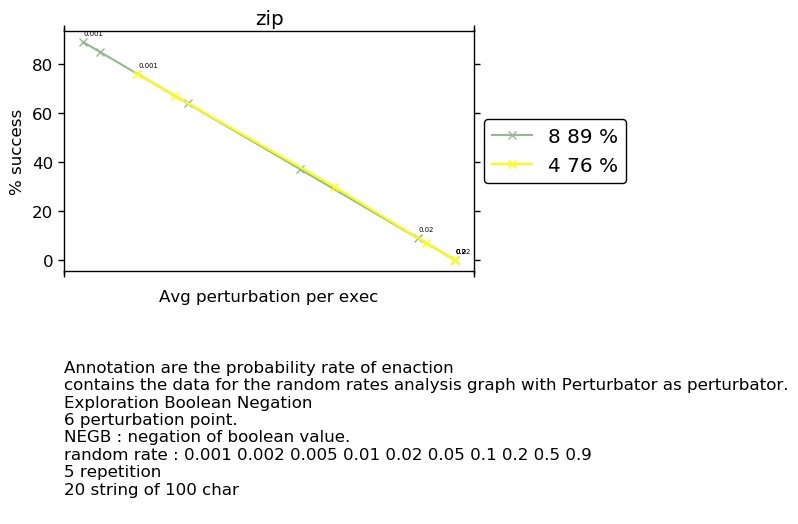 zip
0.001
0.001
0.02
80
60
40
20
0
% success
Avg perturbation per exec
8 89 %
4 76 %
Annotation are the probability rate of enaction
contains the data for the random rates analysis graph with Perturbator as perturbator.
Exploration Boolean Negation
6 perturbation point.
NEGB : negation of boolean value.
random rate : 0.001 0.002 0.005 0.01 0.02 0.05 0.1 0.2 0.5 0.9
5 repetition
20 string of 100 char